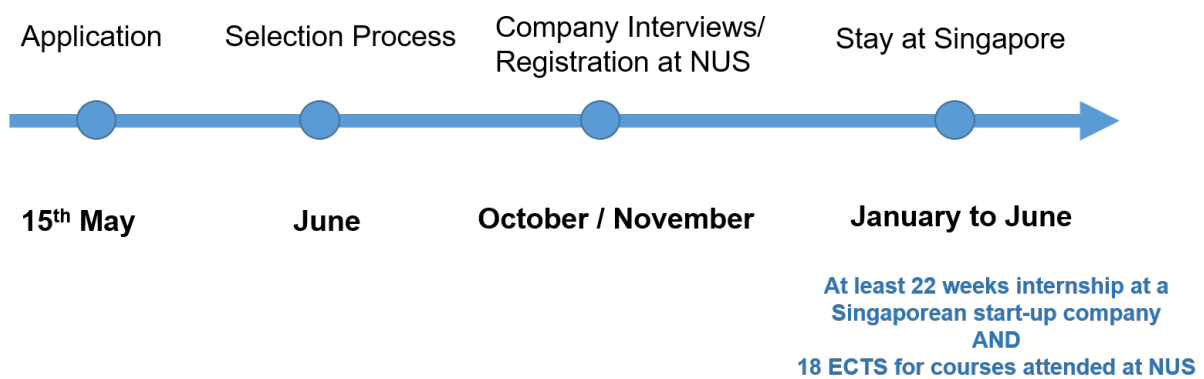 Application
Selection Process
Company Interviews/
Registration at NUS
Stay at Singapore
15th May
June
October / November
January to June
At least 22 weeks internship at a
Singaporean start-up company
AND
18 ECTS for courses attended at NUS